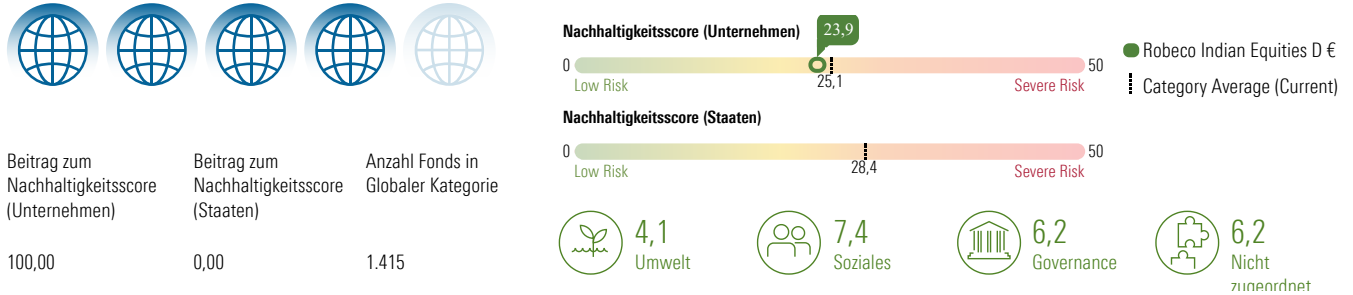 Beitrag zum
Nachhaltigkeitsscore
(Unternehmen)
100,00
Beitrag zum
Nachhaltigkeitsscore
(Staaten)
0,00
Anzahl Fonds in
Globaler Kategorie
1.415
Nachhaltigkeitsscore (Unternehmen)
23,9
0
50
Low Risk
25,1
Severe Risk
Nachhaltigkeitsscore (Staaten)
0
50
Low Risk
28,4
Severe Risk
Robeco Indian Equities D €
Category Average (Current)
4,1
Umwelt
7,4
Soziales
6,2
Governance
6,2
Nicht
zugeordnet